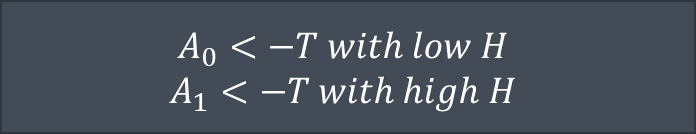 A₀ < −T with low H
A₁ < −T with high H